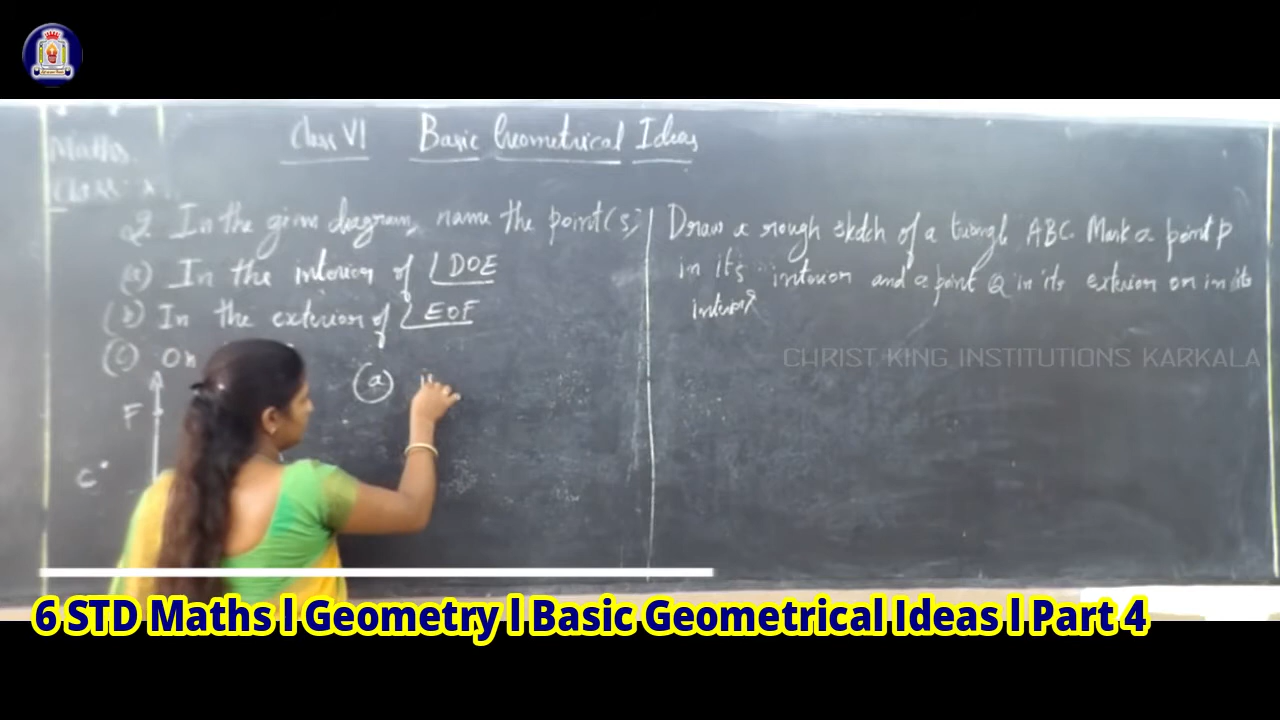 Maths
Class VI Basic Geometrical Ideas
Q. In the given diagram, name the point(s)
(a) In the interior of ∠DOE
(b) In the exterior of ∠EOF
(c) On
(a)
F
C
Draw a rough sketch of a triangle ABC. Mark a point P
in its interior and a point Q in its exterior or in its
interior?
CHRIST KING INSTITUTIONS KARKALA
6 STD Maths l Geometry l Basic Geometrical Ideas l Part 4